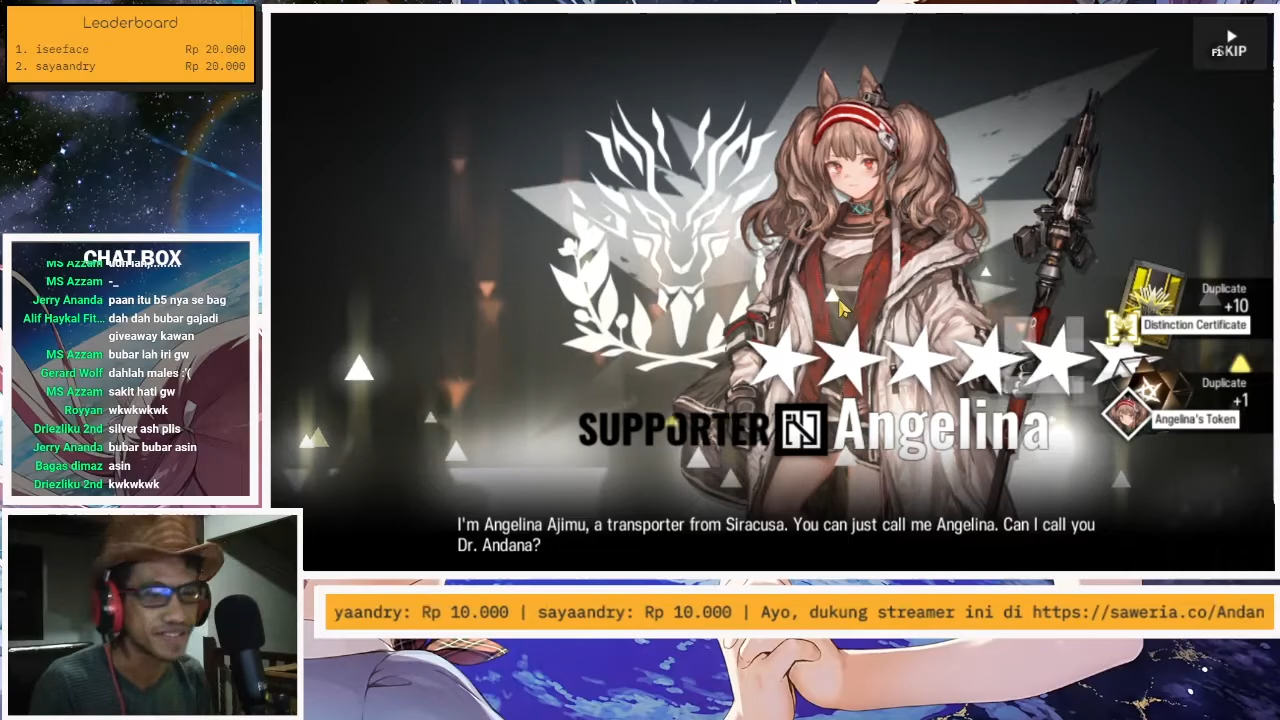 Leaderboard
1. iseeface Rp 20.000
2. sayaandry Rp 20.000
F1 SKIP
CHAT BOX
MS Azzam
MS Azzam -_
Jerry Ananda paan itu b5 nya se bag
Alif Haykal Fit... dah dah bubar gajadi
giveaway kawan
MS Azzam bubar lah iri gw
Gerard Wolf dahlah males :'(
MS Azzam sakit hati gw
Royyan wkwkwkwk
Driezliku 2nd silver ash plls
Jerry Ananda bubar bubar asin
Bagas dimaz asin
Driezliku 2nd kwkwkwk
Duplicate
+10
Distinction Certificate
Duplicate
+1
Angelina's Token
SUPPORTER Angelina
I'm Angelina Ajimu, a transporter from Siracusa. You can just call me Angelina. Can I call you
Dr. Andana?
yaandry: Rp 10.000 | sayaandry: Rp 10.000 | Ayo, dukung streamer ini di https://saweria.co/Andan